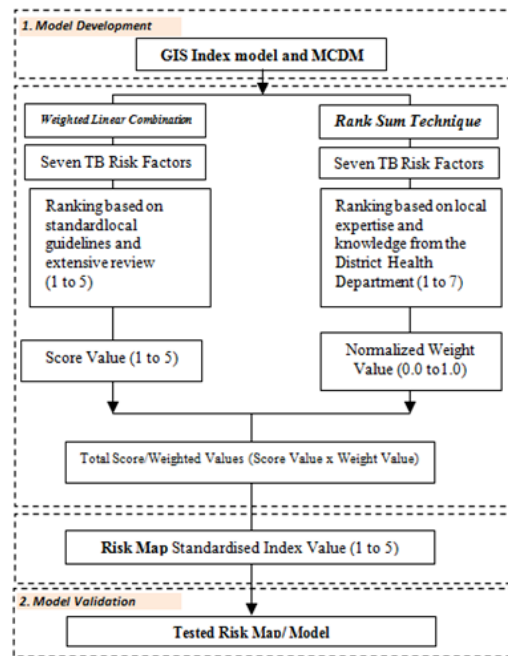 1. Model Development
GIS Index model and MCDM
Weighted Linear Combination
Seven TB Risk Factors
Ranking based on
standardlocal
guidelines and
extensive review
(1 to 5)
Score Value (1 to 5)
Rank Sum Technique
Seven TB Risk Factors
Ranking based on local
expertise and
knowledge from the
District Health
Department (1 to 7)
Normalized Weight
Value (0.0 to1.0)
Total Score/Weighted Values (Score Value x Weight Value)
Risk Map Standardised Index Value (1 to 5)
2. Model Validation
Tested Risk Map/ Model